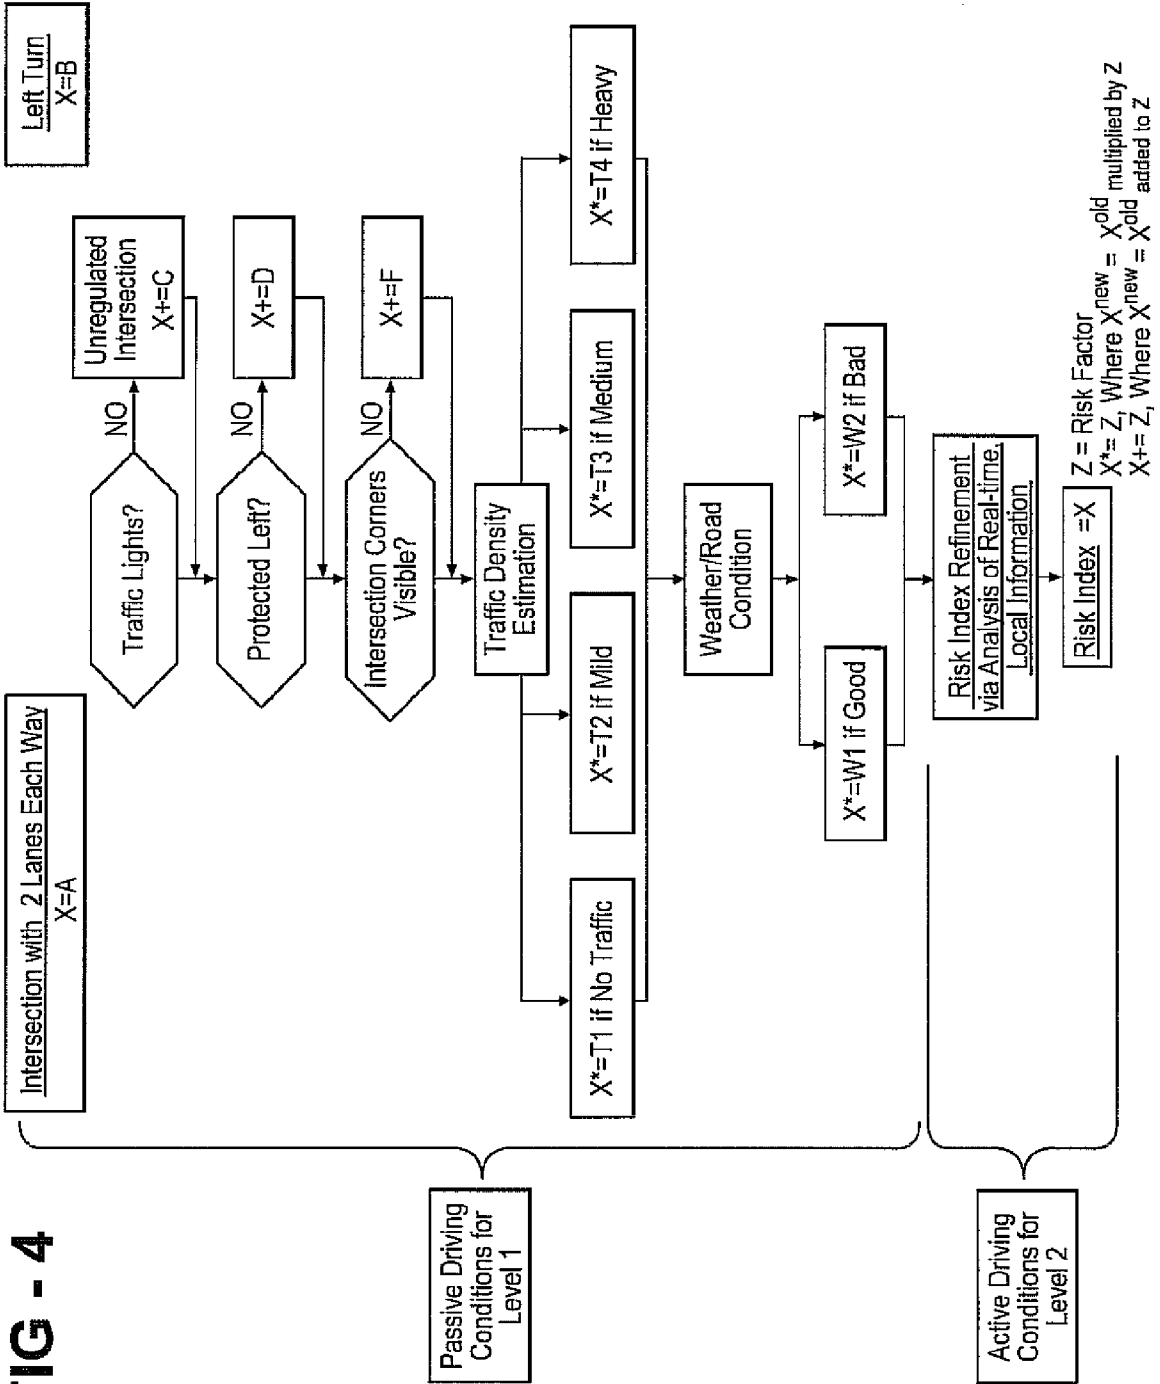 FIG - 4
Intersection with 2 Lanes Each Way
X=A
Left Turn
X=B
Traffic Lights?
NO
Unregulated
Intersection
X+=C
Protected Left?
NO
X+=D
Intersection Corners
Visible?
NO
X+=F
Traffic Density
Estimation
X*=T1 if No Traffic
X*=T2 if Mild
X*=T3 if Medium
X*=T4 if Heavy
Passive Driving
Conditions for
Level 1
Weather/Road
Condition
X*=W1 if Good
X*=W2 if Bad
Active Driving
Conditions for
Level 2
Risk Index Refinement
via Analysis of Real-time,
Local Information
Risk Index =X
Z = Risk Factor
X*= Z, Where X^new = X^old multiplied by Z
X+= Z, Where X^new = X^old added to Z